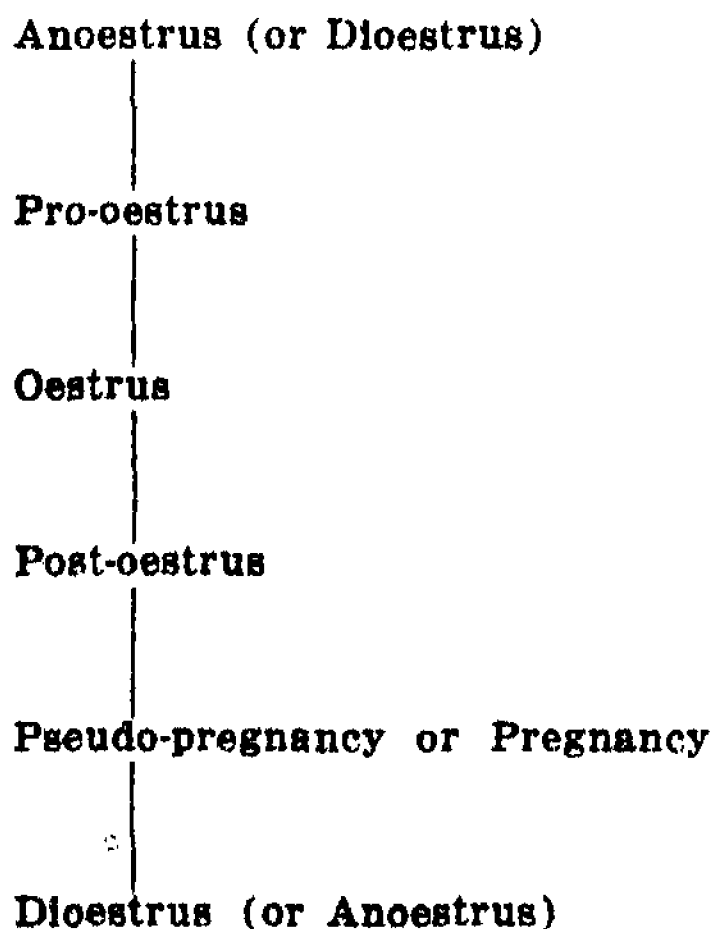 Anoestrus (or Dioestrus)
Pro-oestrus
Oestrus
Post-oestrus
Pseudo-pregnancy or Pregnancy
Dioestrus (or Anoestrus)